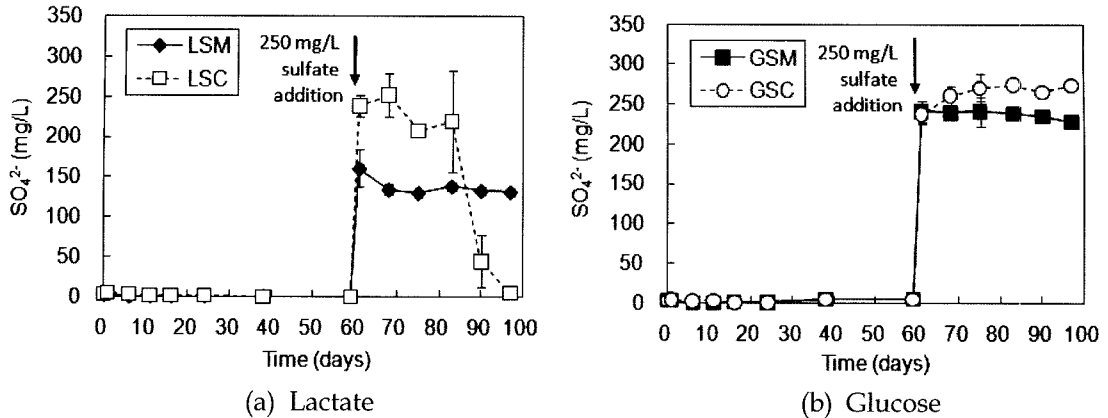 350
300
250
200
150
100
50
0
SO₄²⁻ (mg/L)
LSM
LSC
250 mg/L
sulfate
addition
0 10 20 30 40 50 60 70 80 90 100
Time (days)
(a) Lactate
350
300
250
200
150
100
50
0
SO₄²⁻ (mg/L)
GSM
GSC
250 mg/L
sulfate
addition
0 10 20 30 40 50 60 70 80 90 100
Time (days)
(b) Glucose